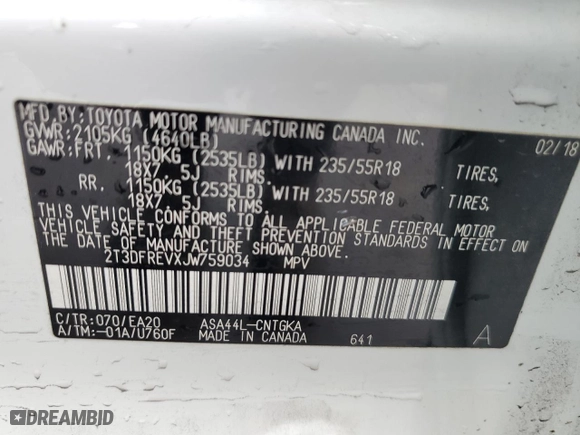 MFD. BY: TOYOTA MOTOR MANUFACTURING CANADA INC. 02/18
GVWR: 2105KG (4640LB)
GAWR: FRT. 1150KG (2535LB) WITH 235/55R18 TIRES,
18X7.5J RIMS.
RR. 1150KG (2535LB) WITH 235/55R18 TIRES,
18X7.5J RIMS.
THIS VEHICLE CONFORMS TO ALL APPLICABLE FEDERAL MOTOR
VEHICLE SAFETY AND THEFT PREVENTION STANDARDS IN EFFECT ON
THE DATE OF MANUFACTURE SHOWN ABOVE.
2T3DFREVXJW759034 MPV
C/TR: 070/EA20 ASA44L-CNTGKA
A/TM: -01A/U760F MADE IN CANADA 641 A
DREAMBID